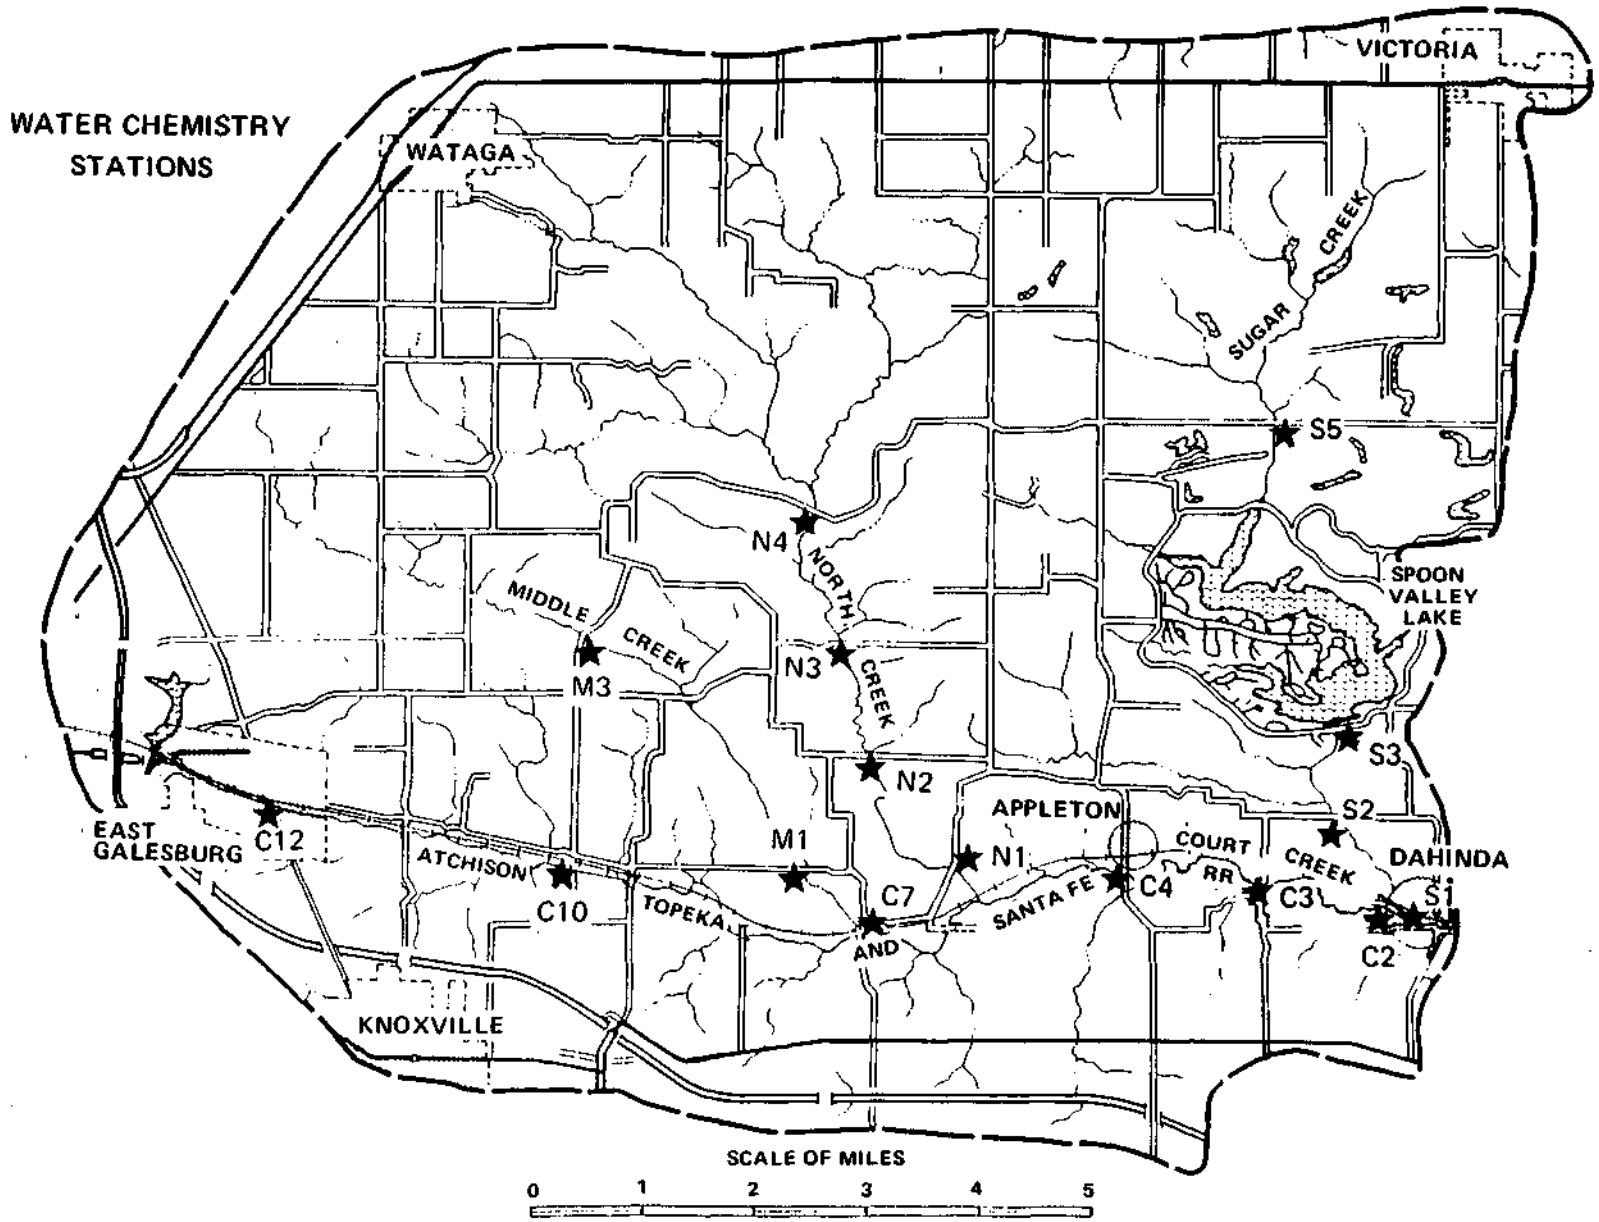 VICTORIA
WATER CHEMISTRY
STATIONS
WATAGA
SUGAR
CREEK
S5
N4
NORTH
CREEK
MIDDLE
CREEK
SPOON
VALLEY
LAKE
N3
M3
S3
N2
APPLETON
S2
EAST
GALESBURG
C12
M1
N1
COURT
CREEK
DAHINDA
ATCHISON
TOPEKA
AND
SANTA FE
RR
C10
C7
C4
C3
S1
C2
KNOXVILLE
SCALE OF MILES
0 1 2 3 4 5